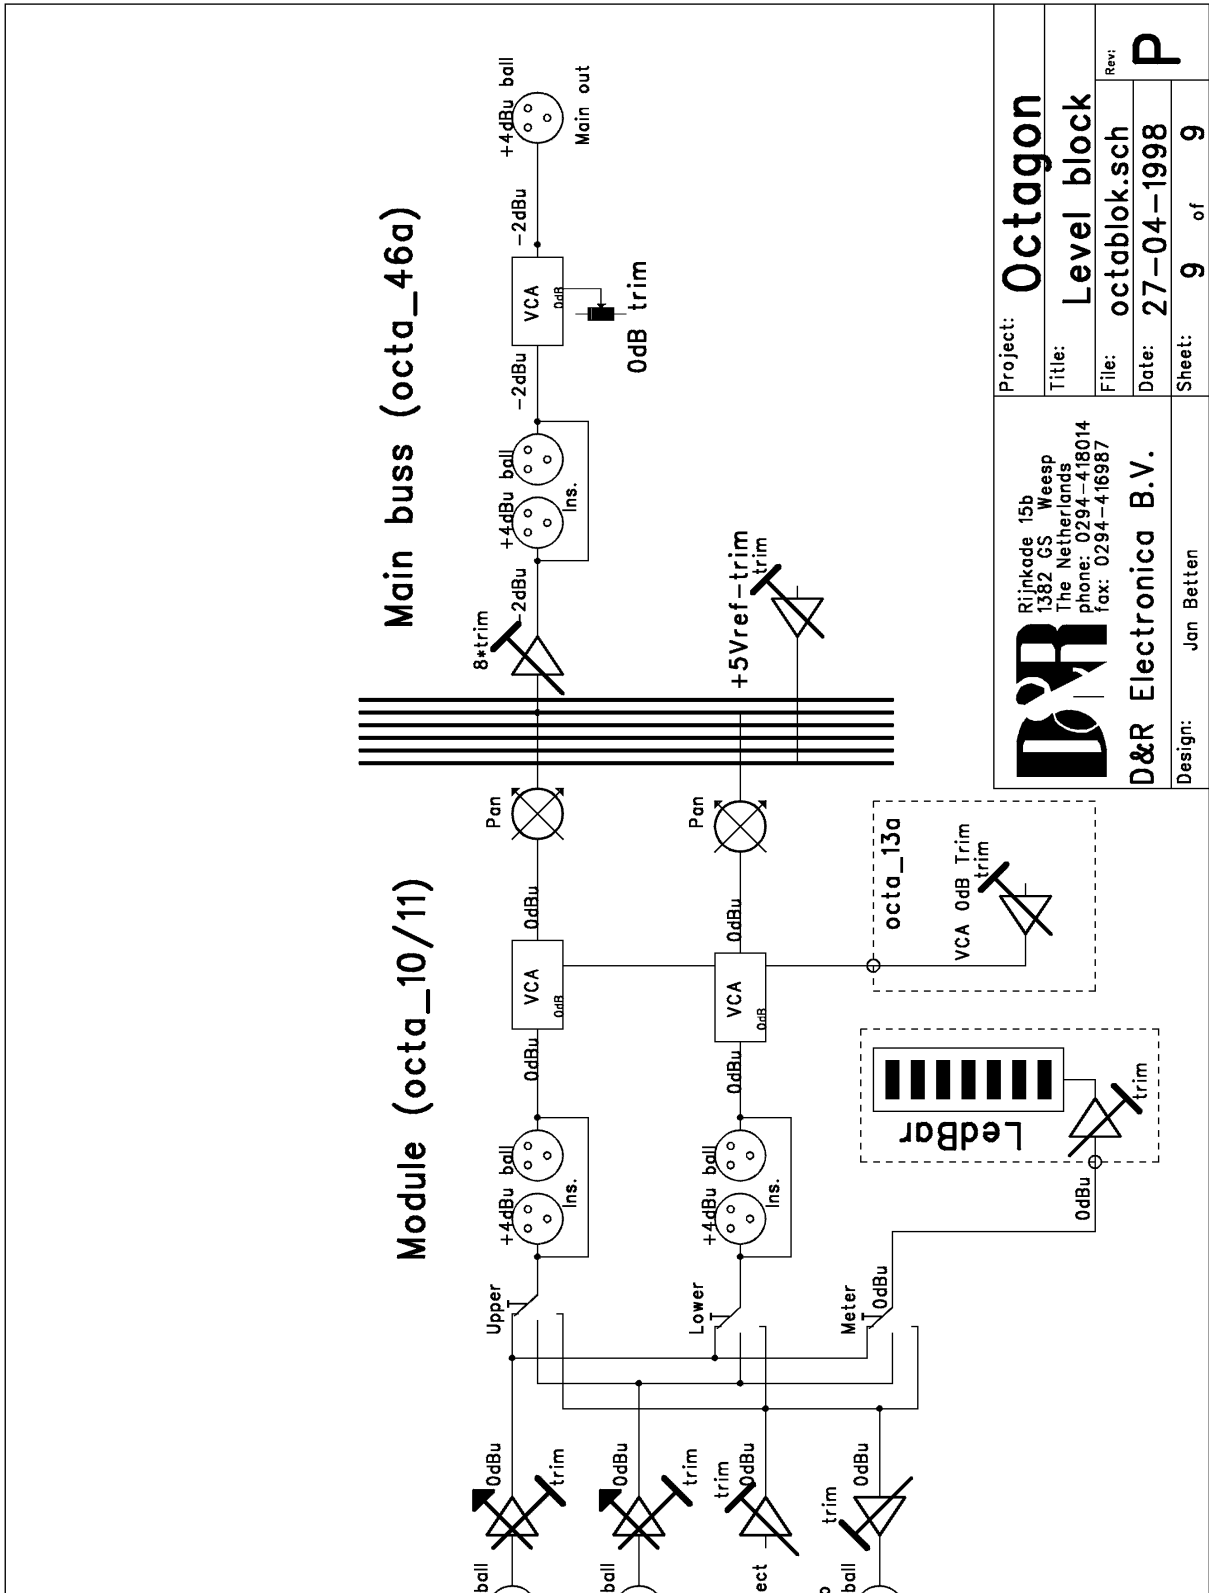 Main buss (octa_46a)
+4dBu ball
Main out
-2dBu
VCA
0dB
0dB trim
-2dBu
+4dBu ball
Ins.
-2dBu
8*trim
+5Vref-trim
trim
Module (octa_10/11)
Pan
Pan
0dBu
VCA
0dB
0dBu
0dBu
VCA
0dB
0dBu
octa_13a
VCA 0dB Trim
trim
+4dBu ball
Ins.
+4dBu ball
Ins.
LedBar
trim
0dBu
Upper
Lower
Meter
0dBu
0dBu
trim
0dBu
trim
trim
0dBu
trim
0dBu
ball
ball
ect
ball
D&R
Rijnkade 15b
1382 GS Weesp
The Netherlands
phone: 0294-418014
fax: 0294-416987
D&R Electronica B.V.
Design: Jan Betten
Project: Octagon
Title: Level block
File: octablok.sch
Rev: P
Date: 27-04-1998
Sheet: 9 of 9